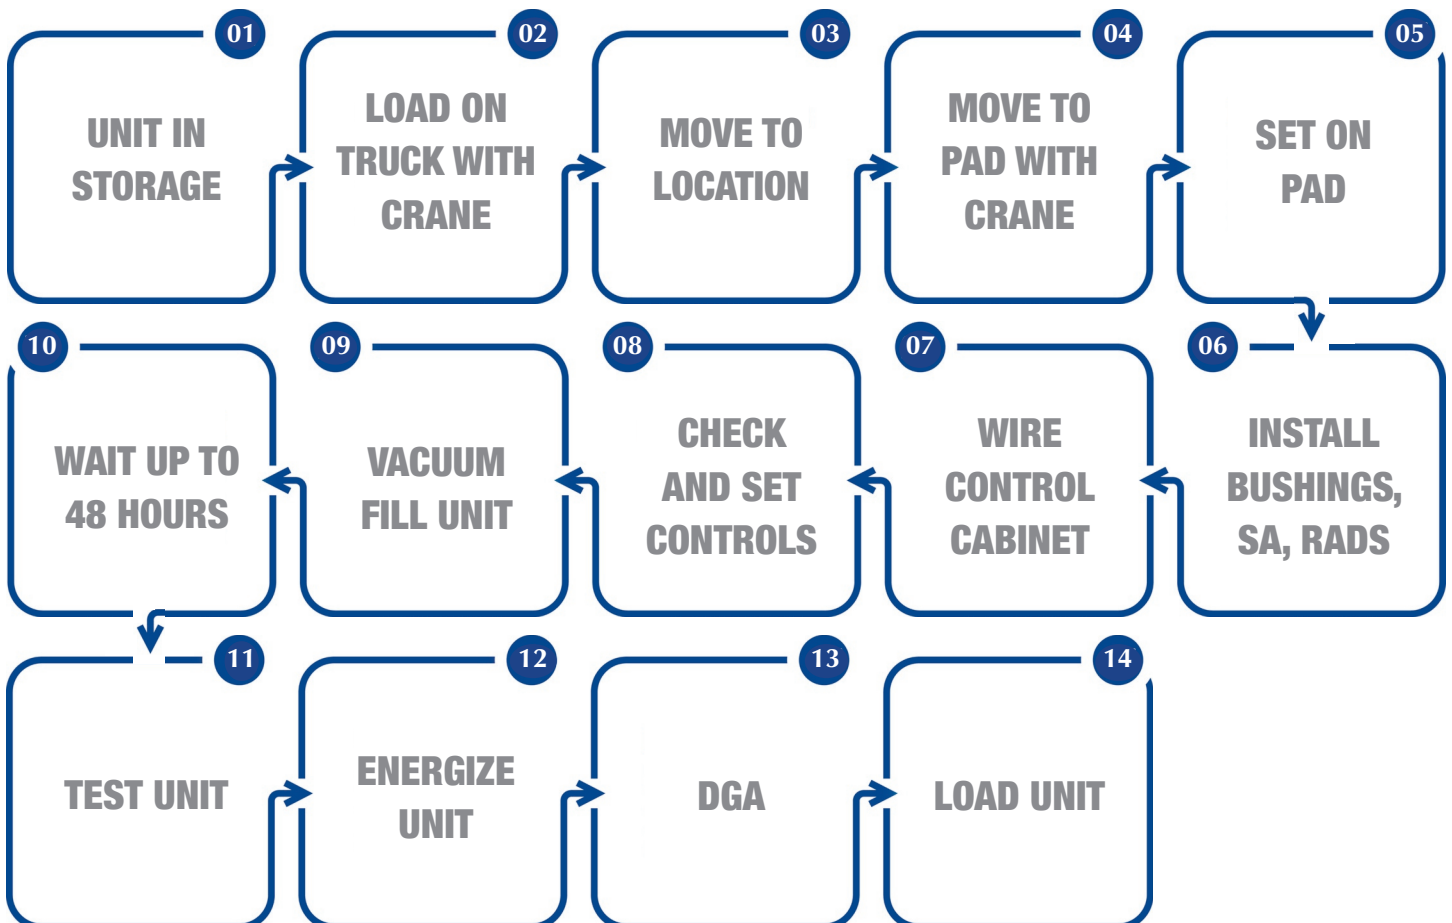 01
UNIT IN
STORAGE
02
LOAD ON
TRUCK WITH
CRANE
03
MOVE TO
LOCATION
04
MOVE TO
PAD WITH
CRANE
05
SET ON
PAD
06
INSTALL
BUSHINGS,
SA, RADS
07
WIRE
CONTROL
CABINET
08
CHECK
AND SET
CONTROLS
09
VACUUM
FILL UNIT
10
WAIT UP TO
48 HOURS
11
TEST UNIT
12
ENERGIZE
UNIT
13
DGA
14
LOAD UNIT